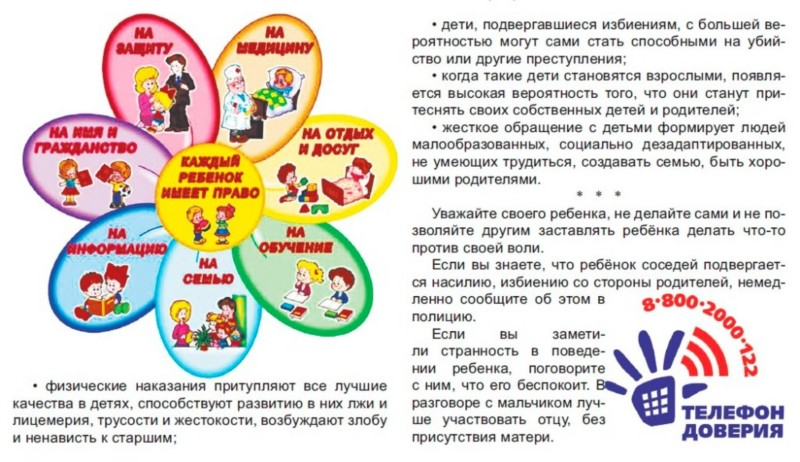 НА
ЗАЩИТУ
НА
МЕДИЦИНУ
НА ИМЯ И
ГРАЖДАНСТВО
КАЖДЫЙ
РЕБЕНОК
ИМЕЕТ ПРАВО
НА ОТДЫХ
И ДОСУГ
НА
ИНФОРМАЦИЮ
НА
СЕМЬЮ
НА
ОБУЧЕНИЕ
• физические наказания притупляют все лучшие
качества в детях, способствуют развитию в них лжи и
лицемерия, трусости и жестокости, возбуждают злобу
и ненависть к старшим;
• дети, подвергавшиеся избиениям, с большей ве-
роятностью могут сами стать способными на убий-
ство или другие преступления;
• когда такие дети становятся взрослыми, появля-
ется высокая вероятность того, что они станут при-
теснять своих собственных детей и родителей;
• жесткое обращение с детьми формирует людей
малообразованных, социально дезадаптированных,
не умеющих трудиться, создавать семью, быть хоро-
шими родителями.
* * *
Уважайте своего ребенка, не делайте сами и не по-
зволяйте другим заставлять ребёнка делать что-то
против своей воли.
Если вы знаете, что ребёнок соседей подвергает-
ся насилию, избиению со стороны родителей, немед-
ленно сообщите об этом в
полицию.
Если вы замети-
ли странность в поведе-
нии ребенка, поговорите
с ним, что его беспокоит. В
разговоре с мальчиком луч-
ше участвовать отцу, без
присутствия матери.
8-800-2000-122
ТЕЛЕФОН
ДОВЕРИЯ